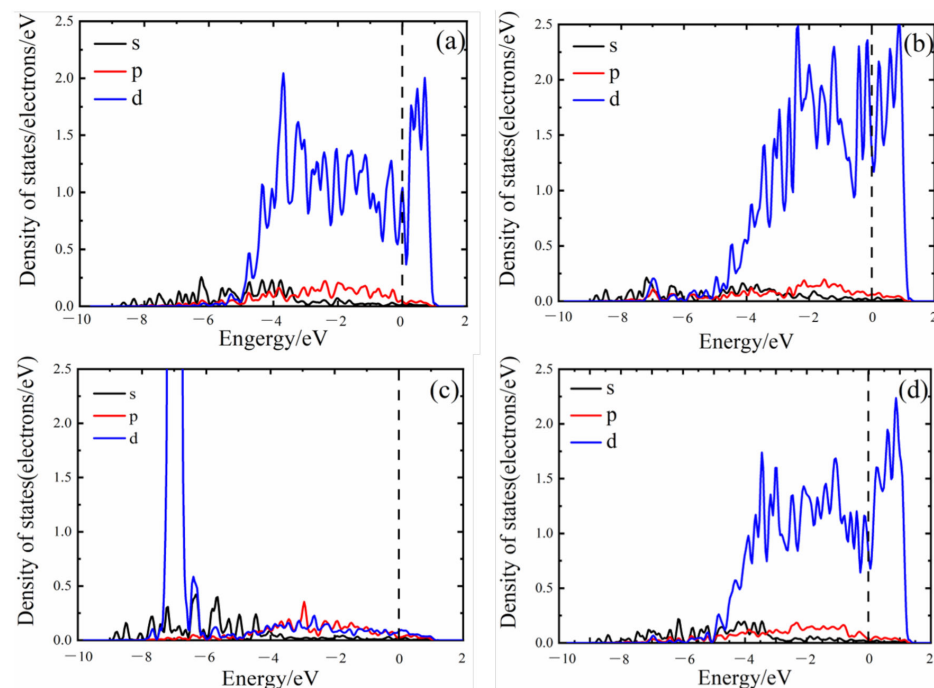 (a)
Density of states/electrons/eV)
s
p
d
2.5
2.0
1.5
1.0
0.5
0.0
−10 −8 −6 −4 −2 0 2
Engergy/eV
(b)
Density of states(electrons/eV)
s
p
d
2.5
2.0
1.5
1.0
0.5
0.0
−10 −8 −6 −4 −2 0 2
Energy/eV
(c)
Density of states(electrons/eV)
s
p
d
2.5
2.0
1.5
1.0
0.5
0.0
−10 −8 −6 −4 −2 0 2
Energy/eV
(d)
Density of states(electrons/eV)
s
p
d
2.5
2.0
1.5
1.0
0.5
0.0
−10 −8 −6 −4 −2 0 2
Energy/eV